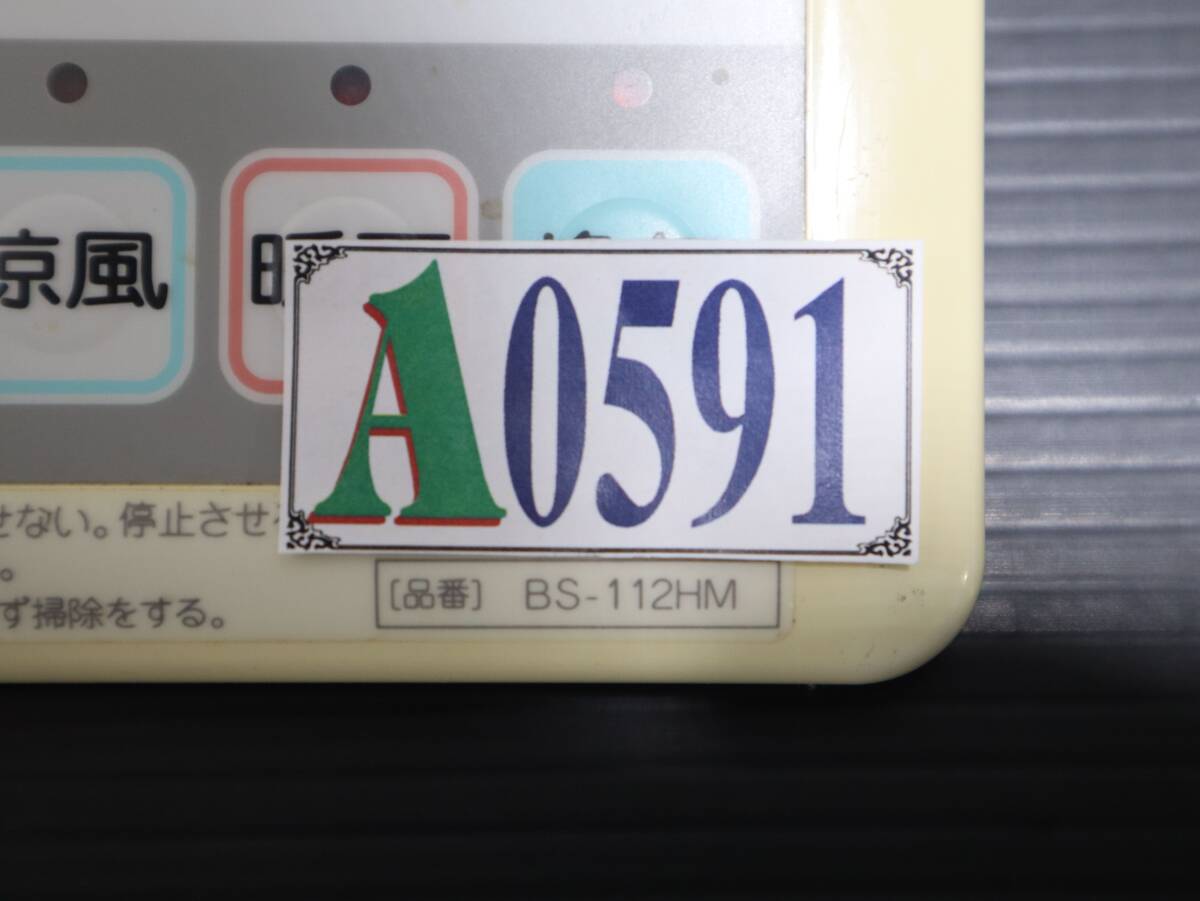 涼風
A0591
せない。停止させ
。
ず掃除をする。
[品番] BS-112HM